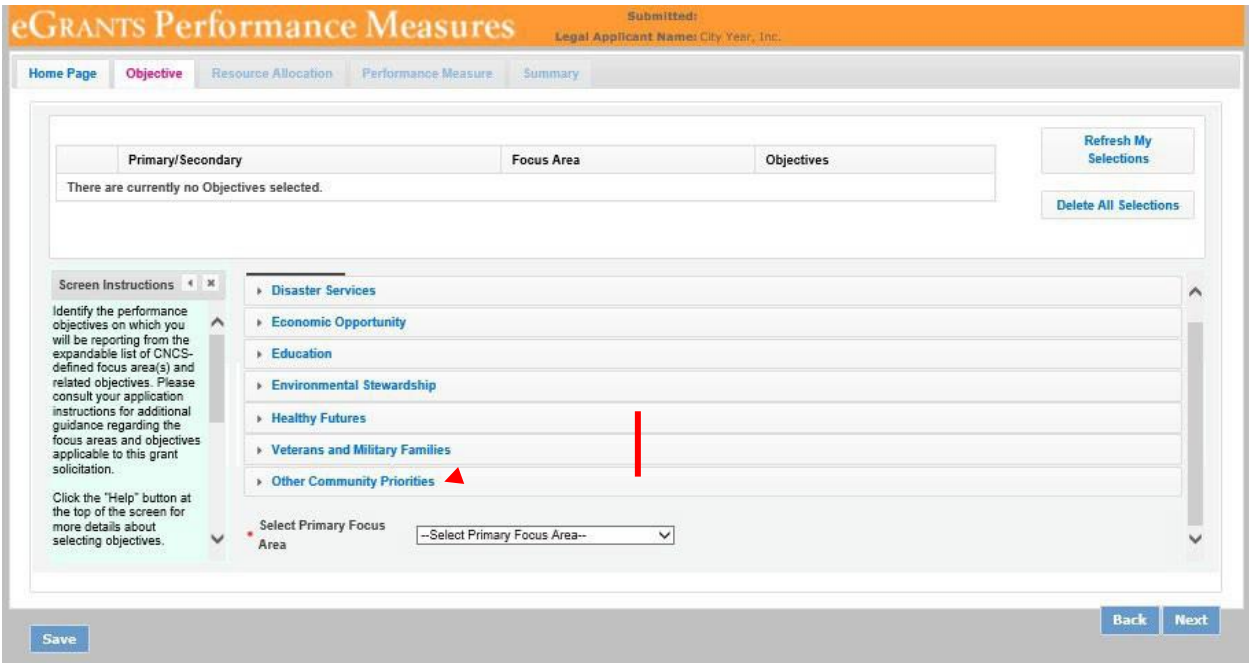 eGRANTS Performance Measures
Submitted:
Legal Applicant Name: City Year, Inc.
Home Page
Objective
Resource Allocation
Performance Measure
Summary
Primary/Secondary
Focus Area
Objectives
There are currently no Objectives selected.
Refresh My
Selections
Delete All Selections
Screen Instructions
Identify the performance
objectives on which you
will be reporting from the
expandable list of CNCS-
defined focus area(s) and
related objectives. Please
consult your application
instructions for additional
guidance regarding the
focus areas and objectives
applicable to this grant
solicitation.
Click the "Help" button at
the top of the screen for
more details about
selecting objectives.
Disaster Services
Economic Opportunity
Education
Environmental Stewardship
Healthy Futures
Veterans and Military Families
Other Community Priorities
* Select Primary Focus
Area
--Select Primary Focus Area--
Back
Next
Save